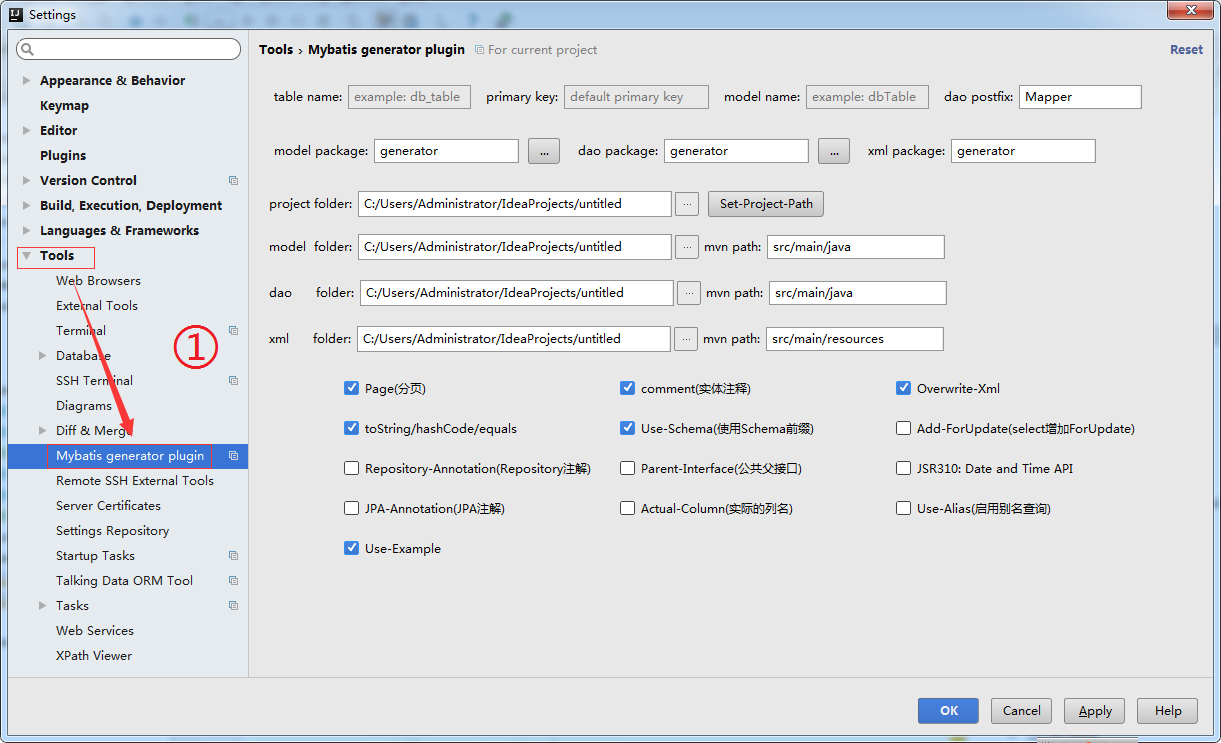 Settings
Tools › Mybatis generator plugin For current project Reset
Appearance & Behavior
Keymap
Editor
Plugins
Version Control
Build, Execution, Deployment
Languages & Frameworks
Tools
Web Browsers
External Tools
Terminal
Database
SSH Terminal
Diagrams
Diff & Merge
Mybatis generator plugin
Remote SSH External Tools
Server Certificates
Settings Repository
Startup Tasks
Talking Data ORM Tool
Tasks
Web Services
XPath Viewer
①
table name: example: db_table primary key: default primary key model name: example: dbTable dao postfix: Mapper
model package: generator ... dao package: generator ... xml package: generator
project folder: C:/Users/Administrator/IdeaProjects/untitled ... Set-Project-Path
model folder: C:/Users/Administrator/IdeaProjects/untitled ... mvn path: src/main/java
dao folder: C:/Users/Administrator/IdeaProjects/untitled ... mvn path: src/main/java
xml folder: C:/Users/Administrator/IdeaProjects/untitled ... mvn path: src/main/resources
Page(分页) comment(实体注释) Overwrite-Xml
toString/hashCode/equals Use-Schema(使用Schema前缀) Add-ForUpdate(select增加ForUpdate)
Repository-Annotation(Repository注解) Parent-Interface(公共父接口) JSR310: Date and Time API
JPA-Annotation(JPA注解) Actual-Column(实际的列名) Use-Alias(启用别名查询)
Use-Example
OK Cancel Apply Help